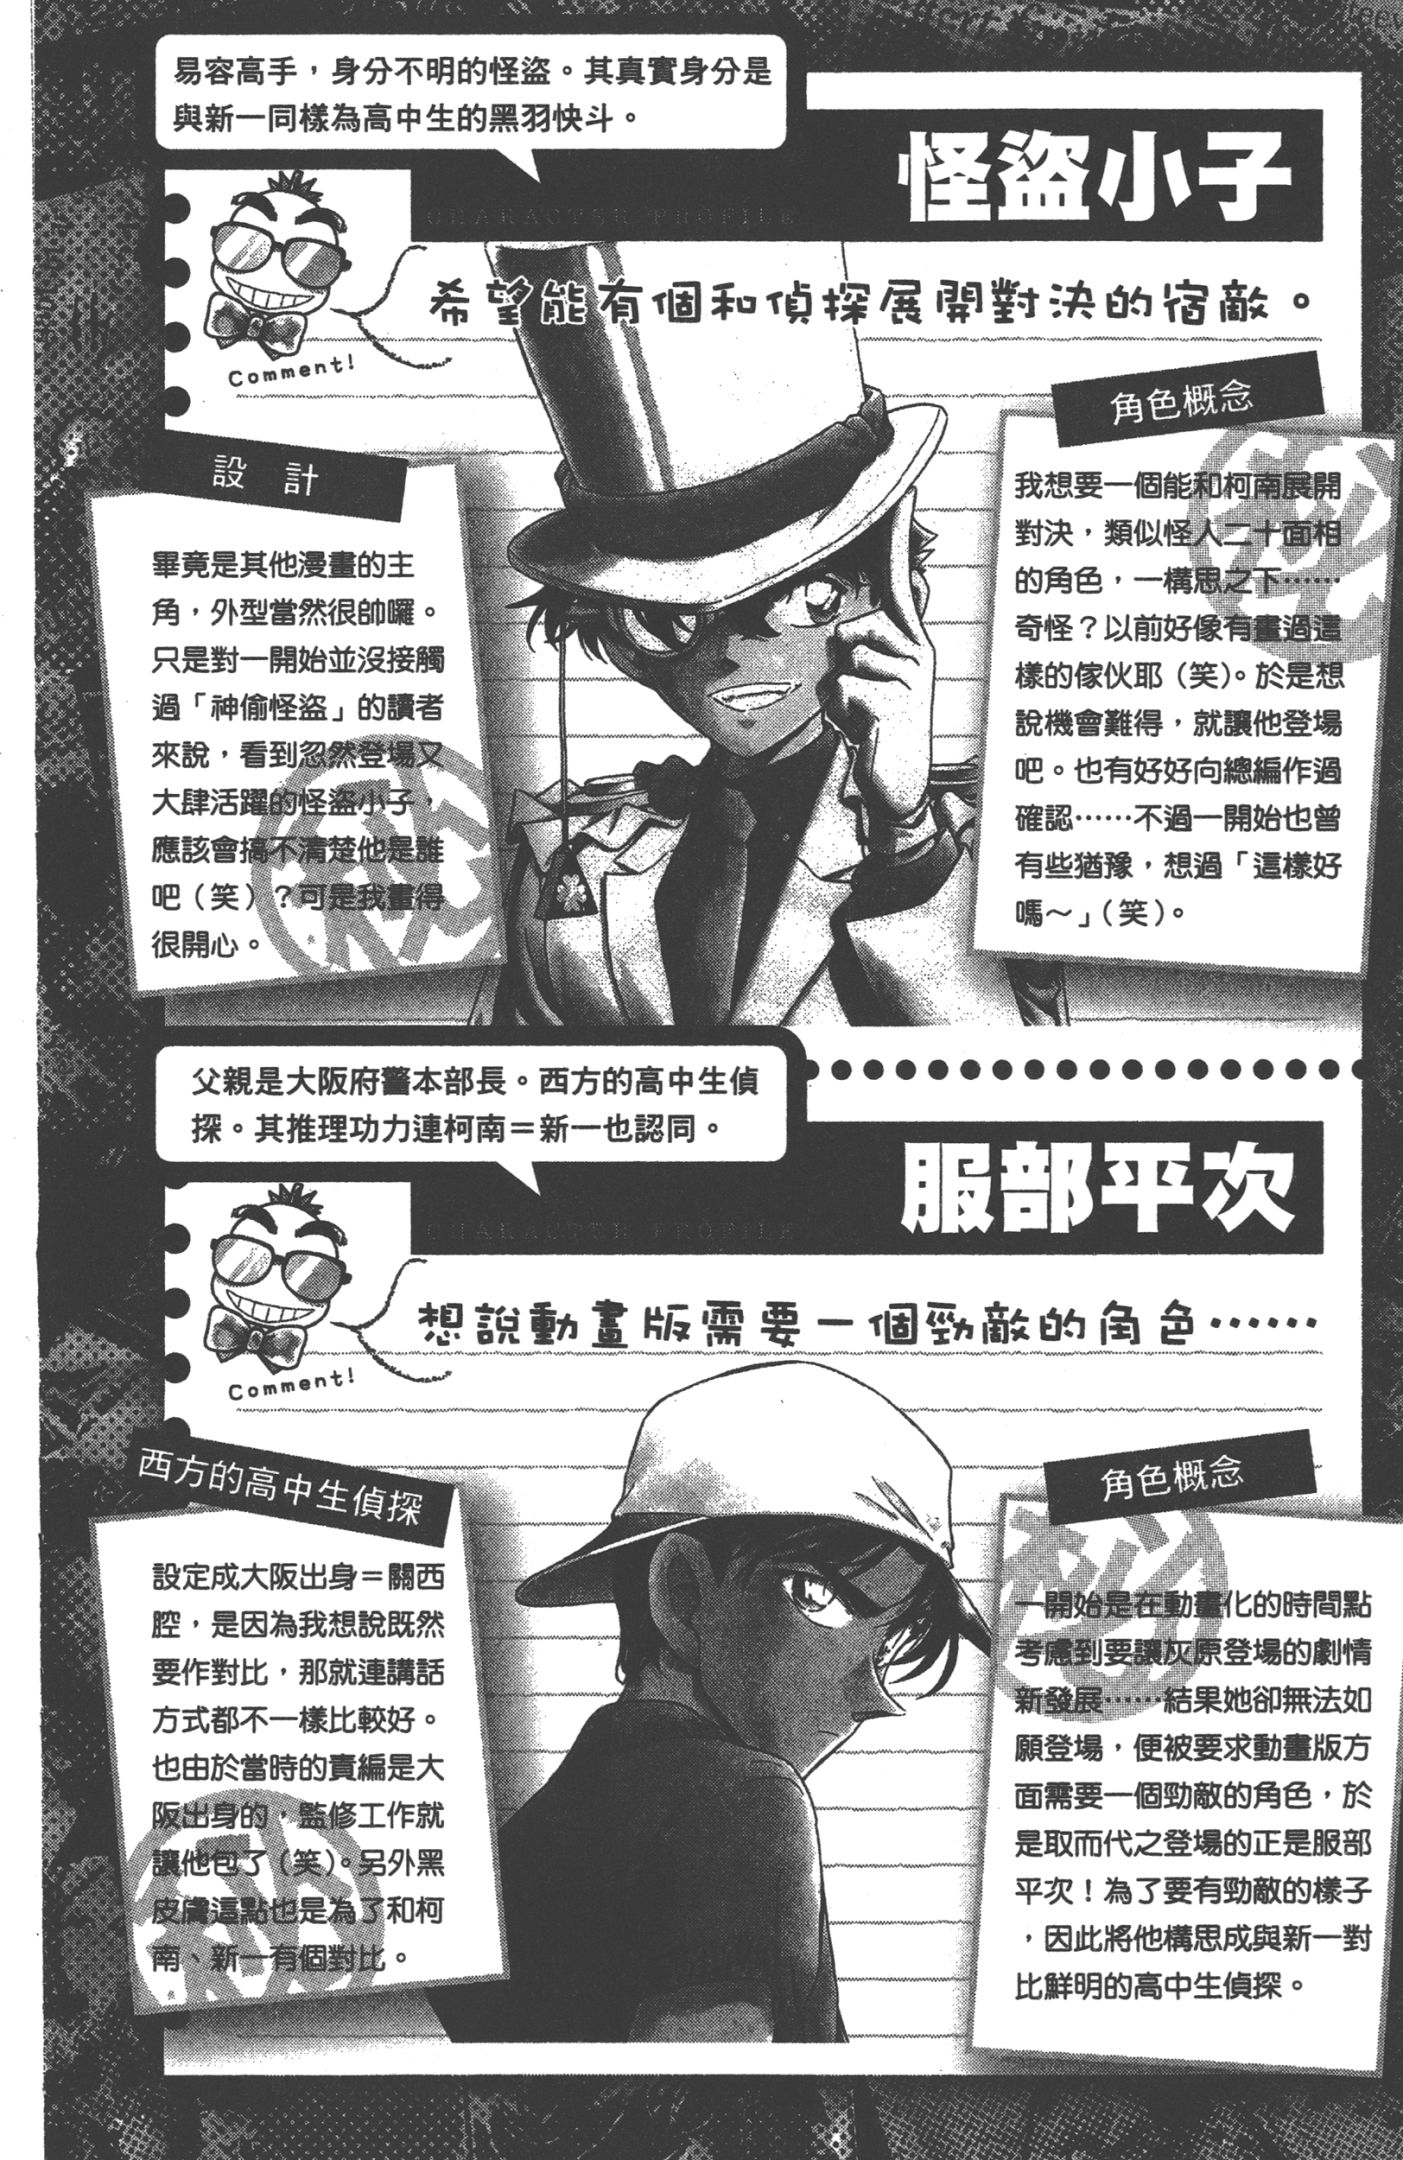 易容高手，身分不明的怪盜。其真實身分是
與新一同樣為高中生的黑羽快斗。
怪盜小子
CHARACTER PROFILE
希望能有個和偵探展開對決的宿敵。
Comment!
角色概念
我想要一個能和柯南展開
對決，類似怪人二十面相
的角色，一構思之下……
奇怪？以前好像有畫過這
樣的傢伙耶（笑）。於是想
說機會難得，就讓他登場
吧。也有好好向總編作過
確認……不過一開始也曾
有些猶豫，想過「這樣好
嗎～」（笑）。
設 計
畢竟是其他漫畫的主
角，外型當然很帥囉。
只是對一開始並沒接觸
過「神偷怪盜」的讀者
來說，看到忽然登場又
大肆活躍的怪盜小子，
應該會搞不清楚他是誰
吧（笑）？可是我畫得
很開心。
父親是大阪府警本部長。西方的高中生偵
探。其推理功力連柯南＝新一也認同。
服部平次
CHARACTER PROFILE
想說動畫版需要一個勁敵的角色……
Comment!
角色概念
一開始是在動畫化的時間點
考慮到要讓灰原登場的劇情
新發展……結果她卻無法如
願登場，便被要求動畫版方
面需要一個勁敵的角色，於
是取而代之登場的正是服部
平次！為了要有勁敵的樣子
，因此將他構思成與新一對
比鮮明的高中生偵探。
西方的高中生偵探
設定成大阪出身＝關西
腔，是因為我想說既然
要作對比，那就連講話
方式都不一樣比較好。
也由於當時的責編是大
阪出身的，監修工作就
讓他包了（笑）。另外黑
皮膚這點也是為了和柯
南、新一有個對比。